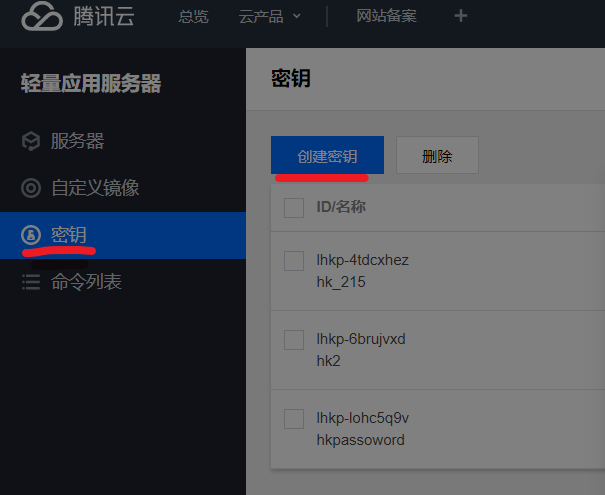 腾讯云 总览 云产品 网站备案
轻量应用服务器
服务器
自定义镜像
密钥
命令列表
密钥
创建密钥 删除
ID/名称
lhkp-4tdcxhez
hk_215
lhkp-6brujvxd
hk2
lhkp-lohc5q9v
hkpassoword